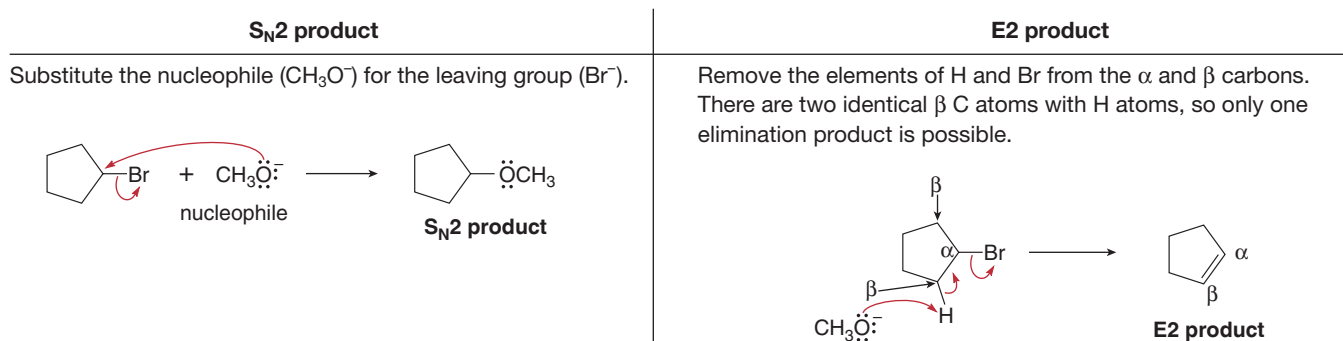 S_N2 product
Substitute the nucleophile (CH₃O⁻) for the leaving group (Br⁻).
Br + CH₃Ö:⁻ ÖCH₃
nucleophile
S_N2 product
E2 product
Remove the elements of H and Br from the α and β carbons.
There are two identical β C atoms with H atoms, so only one
elimination product is possible.
β
α Br α
β β
H
CH₃Ö:⁻ E2 product